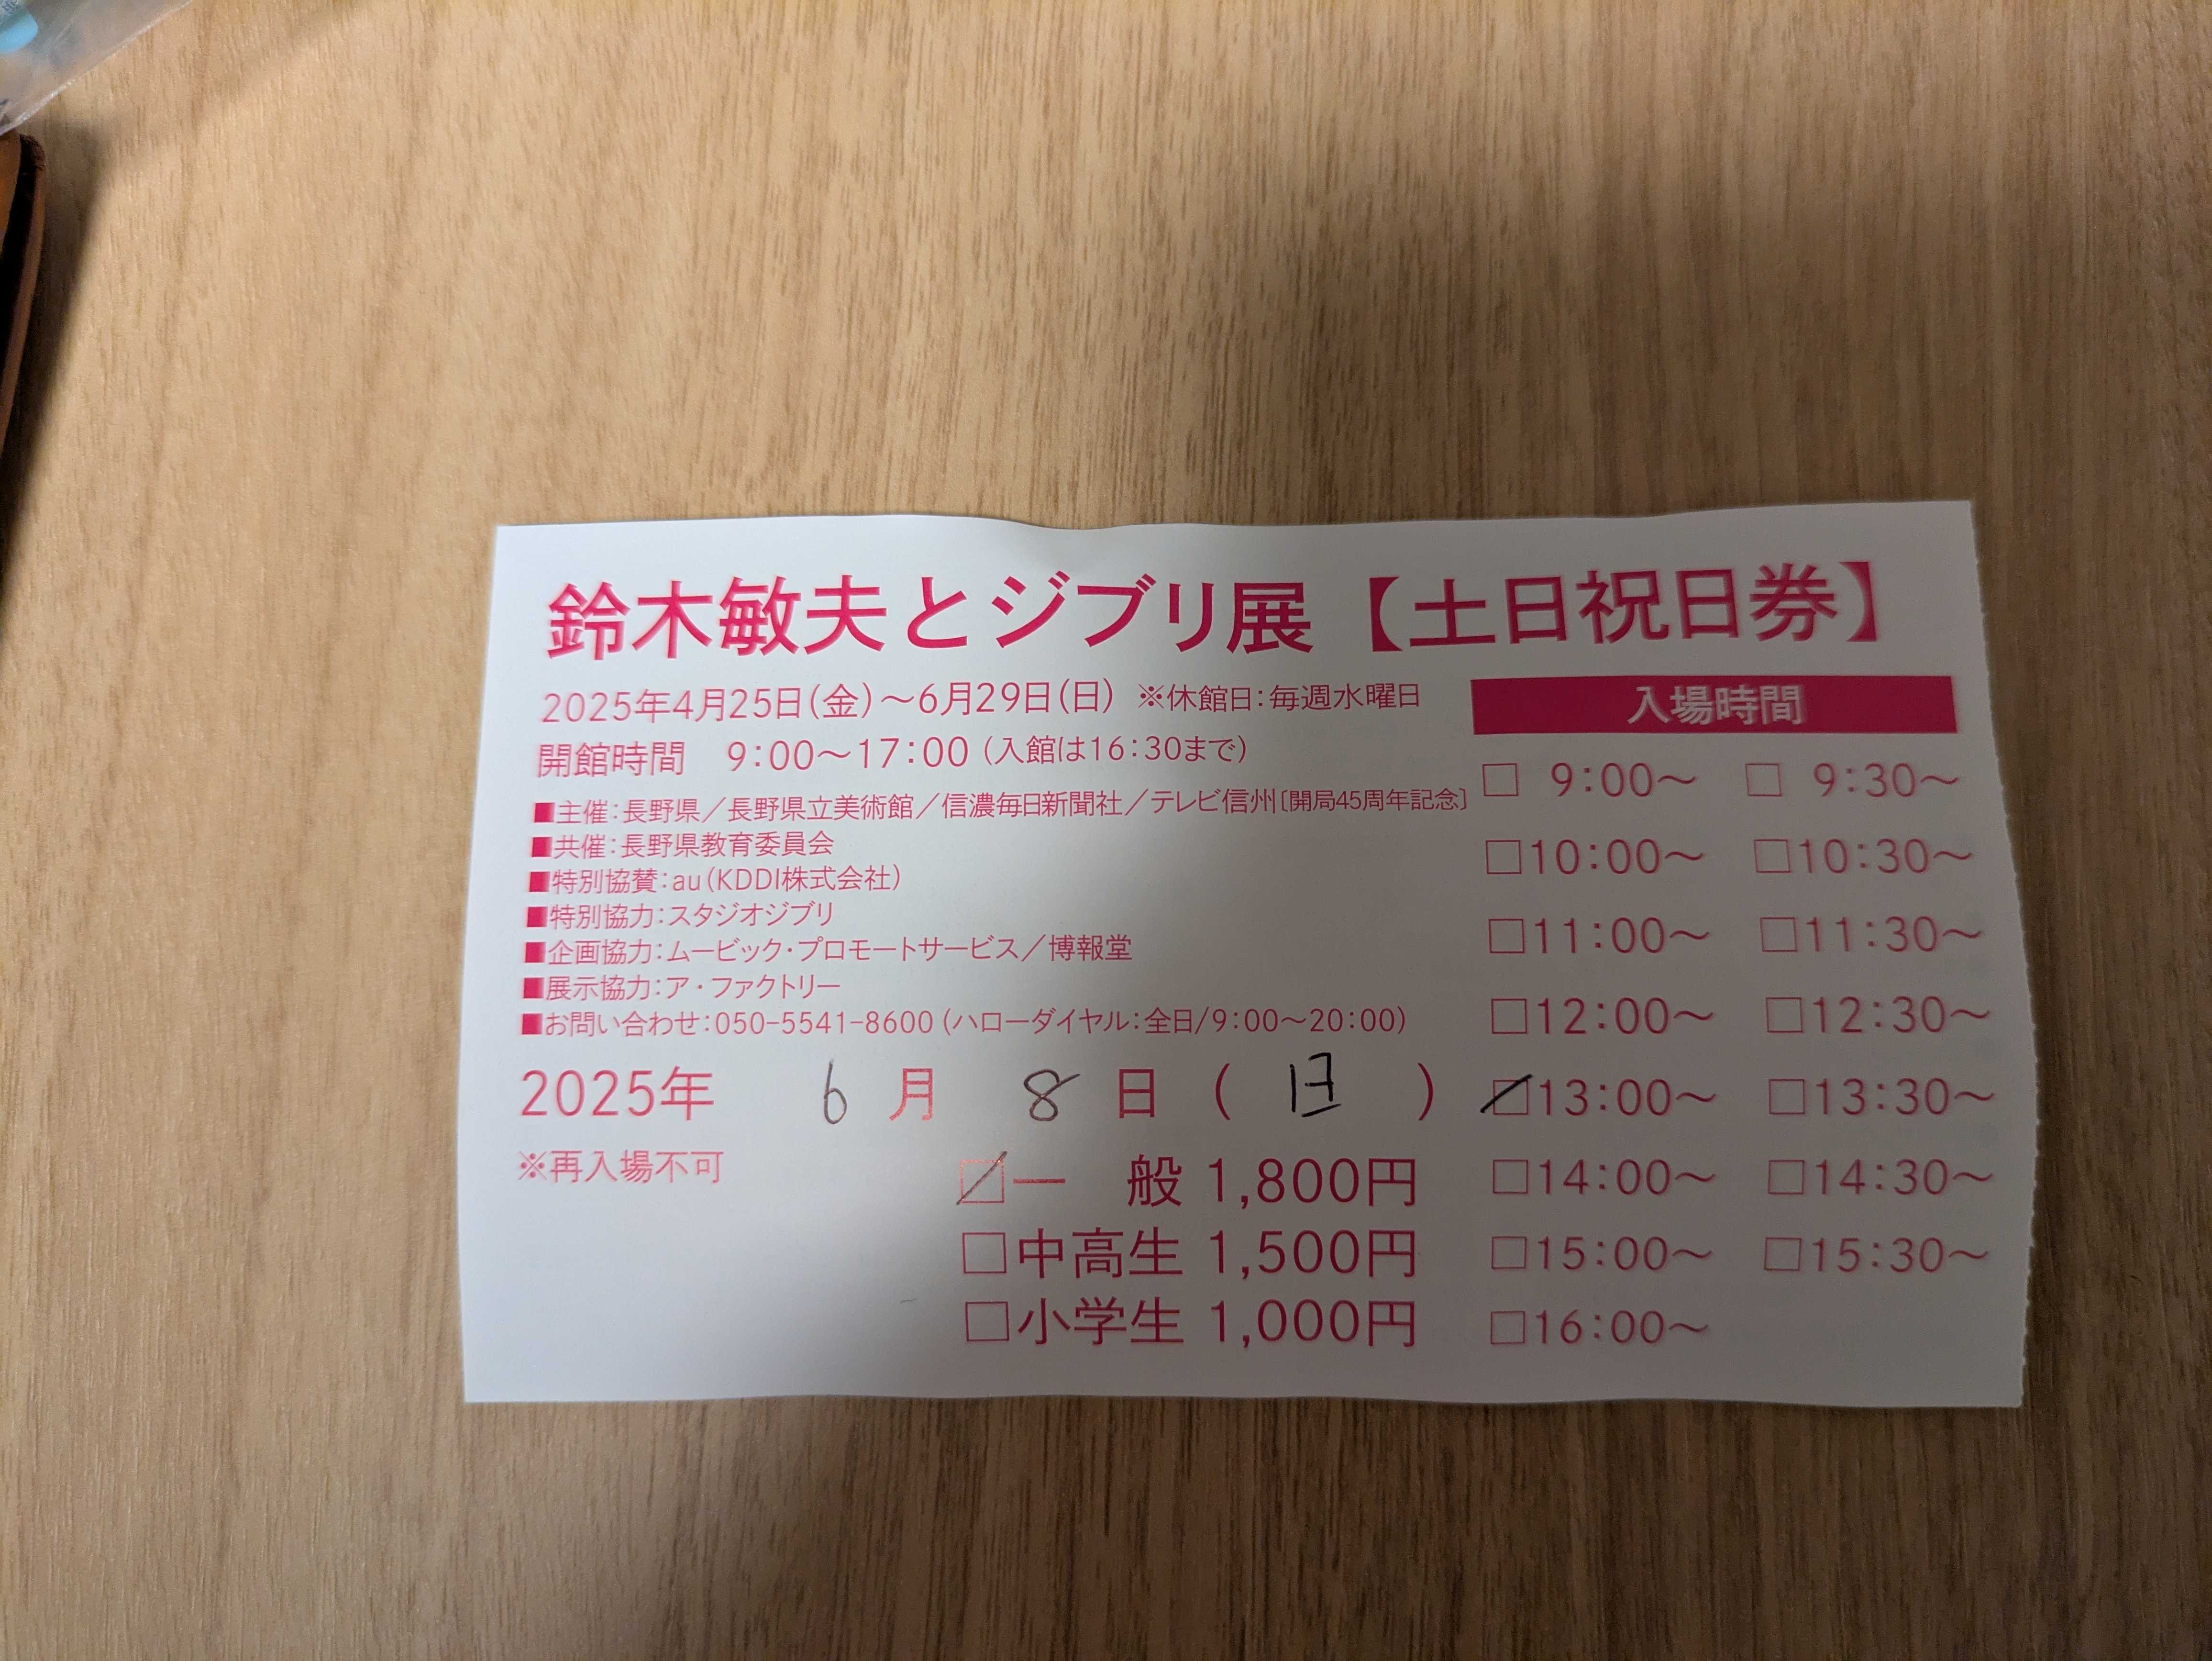 鈴木敏夫とジブリ展【土日祝日券】
2025年4月25日(金)～6月29日(日) ※休館日:毎週水曜日
開館時間 9:00～17:00 (入館は16:30まで)
■主催:長野県／長野県立美術館／信濃毎日新聞社／テレビ信州〔開局45周年記念〕
■共催:長野県教育委員会
■特別協賛:au(KDDI株式会社)
■特別協力:スタジオジブリ
■企画協力:ムービック・プロモートサービス／博報堂
■展示協力:ア・ファクトリー
■お問い合わせ:050-5541-8600 (ハローダイヤル:全日/9:00～20:00)
2025年 6月 8日 (日)
※再入場不可
☑一 般 1,800円
□中高生 1,500円
□小学生 1,000円
入場時間
□ 9:00～ □ 9:30～
□10:00～ □10:30～
□11:00～ □11:30～
□12:00～ □12:30～
☑13:00～ □13:30～
□14:00～ □14:30～
□15:00～ □15:30～
□16:00～